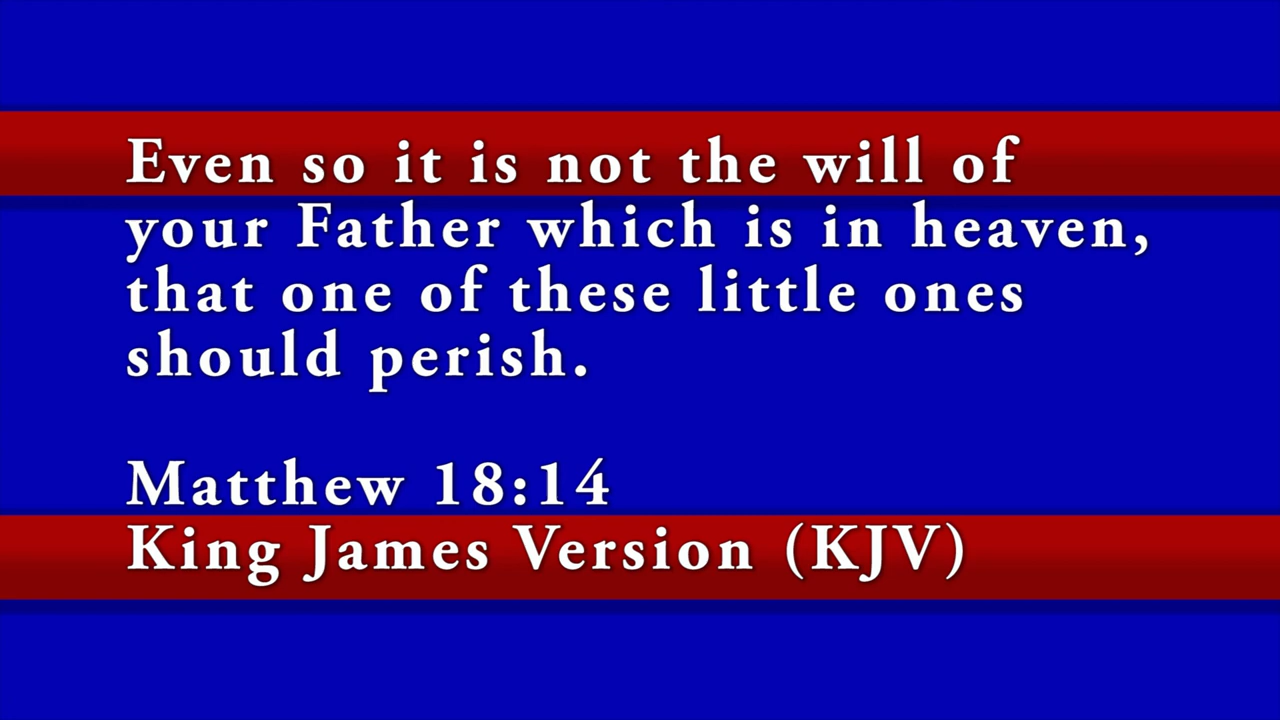 Even so it is not the will of
your Father which is in heaven,
that one of these little ones
should perish.
Matthew 18:14
King James Version (KJV)